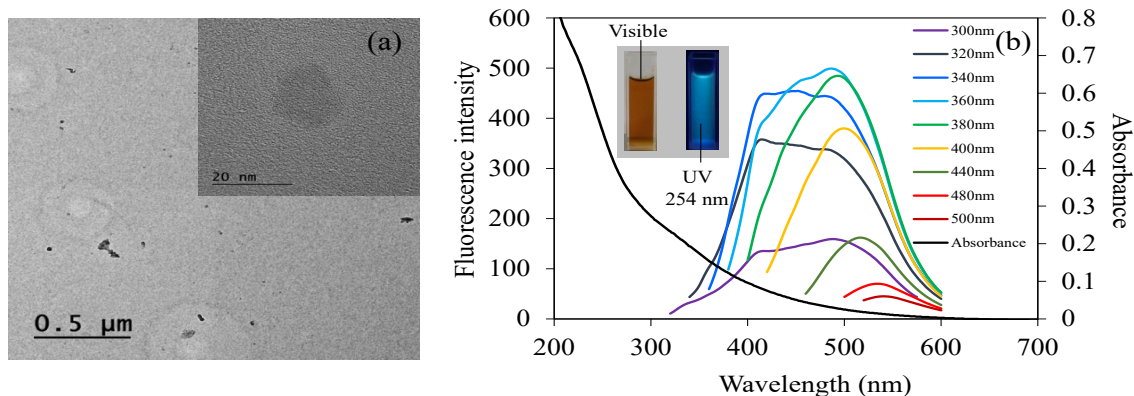 (a)
20 nm
0.5 µm
(b)
Fluorescence intensity
600
500
400
300
200
100
0
200
300
400
500
600
700
Wavelength (nm)
0.8
0.7
0.6
0.5
0.4
0.3
0.2
0.1
0
Absorbance
Visible
UV
254 nm
300nm
320nm
340nm
360nm
380nm
400nm
440nm
480nm
500nm
Absorbance